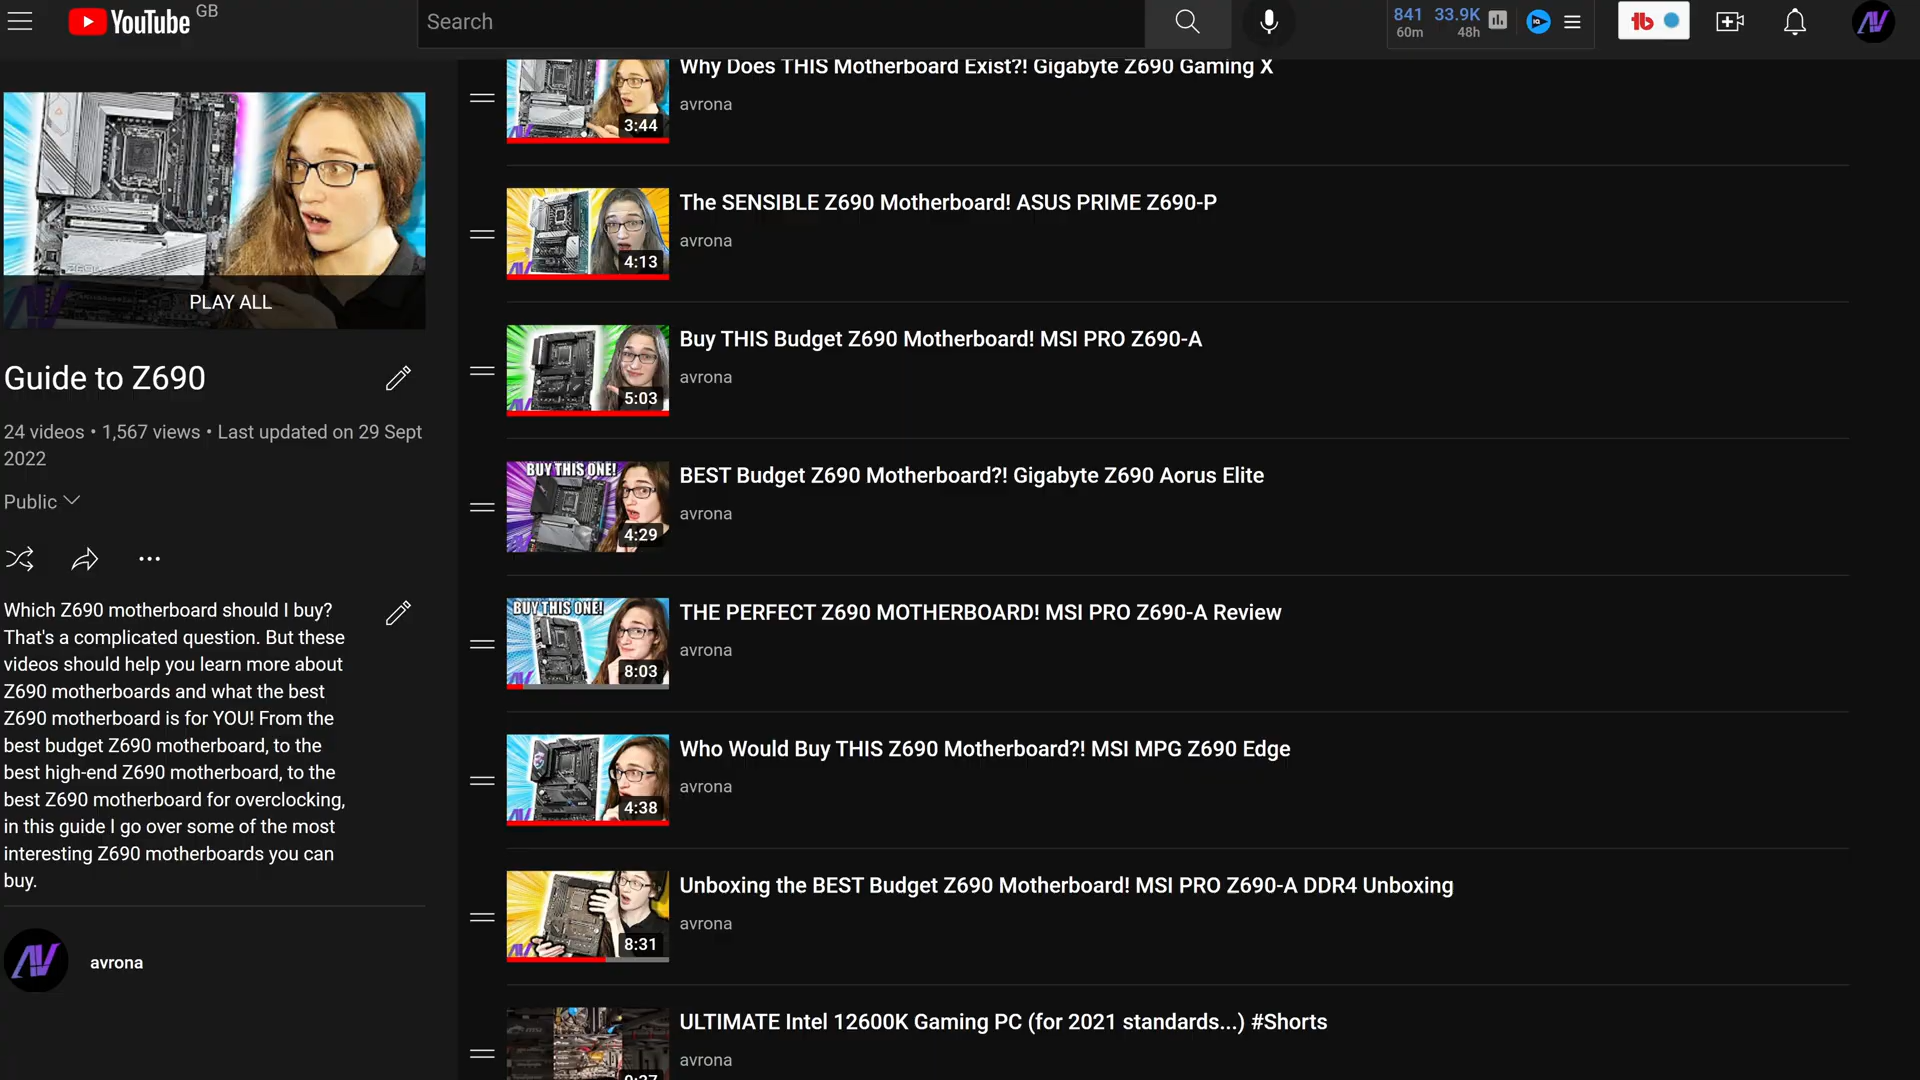 YouTube GB
Search
841 33.9K
60m 48h
Why Does THIS Motherboard Exist?! Gigabyte Z690 Gaming X
avrona
3:44
PLAY ALL
Guide to Z690
24 videos • 1,567 views • Last updated on 29 Sept
2022
Public
Which Z690 motherboard should I buy?
That's a complicated question. But these
videos should help you learn more about
Z690 motherboards and what the best
Z690 motherboard is for YOU! From the
best budget Z690 motherboard, to the
best high-end Z690 motherboard, to the
best Z690 motherboard for overclocking,
in this guide I go over some of the most
interesting Z690 motherboards you can
buy.
avrona
The SENSIBLE Z690 Motherboard! ASUS PRIME Z690-P
avrona
4:13
Buy THIS Budget Z690 Motherboard! MSI PRO Z690-A
avrona
5:03
BUY THIS ONE!
BEST Budget Z690 Motherboard?! Gigabyte Z690 Aorus Elite
avrona
4:29
BUY THIS ONE!
THE PERFECT Z690 MOTHERBOARD! MSI PRO Z690-A Review
avrona
8:03
Who Would Buy THIS Z690 Motherboard?! MSI MPG Z690 Edge
avrona
4:38
Unboxing the BEST Budget Z690 Motherboard! MSI PRO Z690-A DDR4 Unboxing
avrona
8:31
ULTIMATE Intel 12600K Gaming PC (for 2021 standards...) #Shorts
avrona